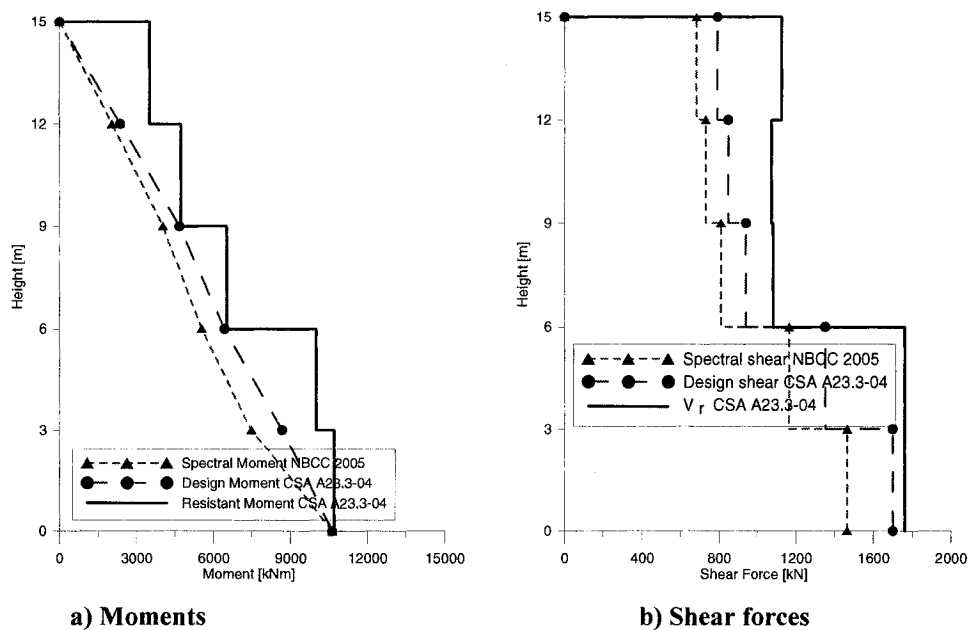 15
12
9
6
3
0
Height [m]
Spectral Moment NBCC 2005
Design Moment CSA A23.3-04
Resistant Moment CSA A23.3-04
0 3000 6000 9000 12000 15000
Moment [kNm]
a) Moments
15
12
9
6
3
0
Height [m]
Spectral shear NBCC 2005
Design shear CSA A23.3-04
V r CSA A23.3-04
0 400 800 1200 1600 2000
Shear Force [kN]
b) Shear forces